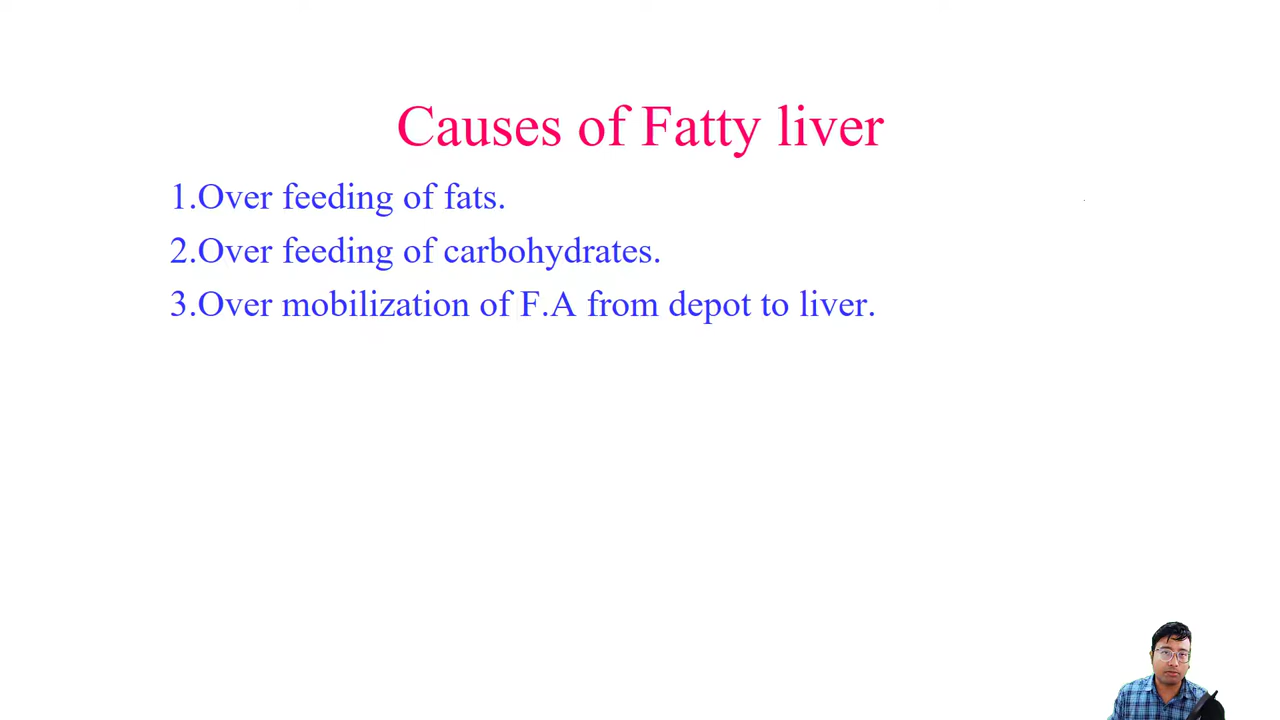 Causes of Fatty liver
1.Over feeding of fats.
2.Over feeding of carbohydrates.
3.Over mobilization of F.A from depot to liver.